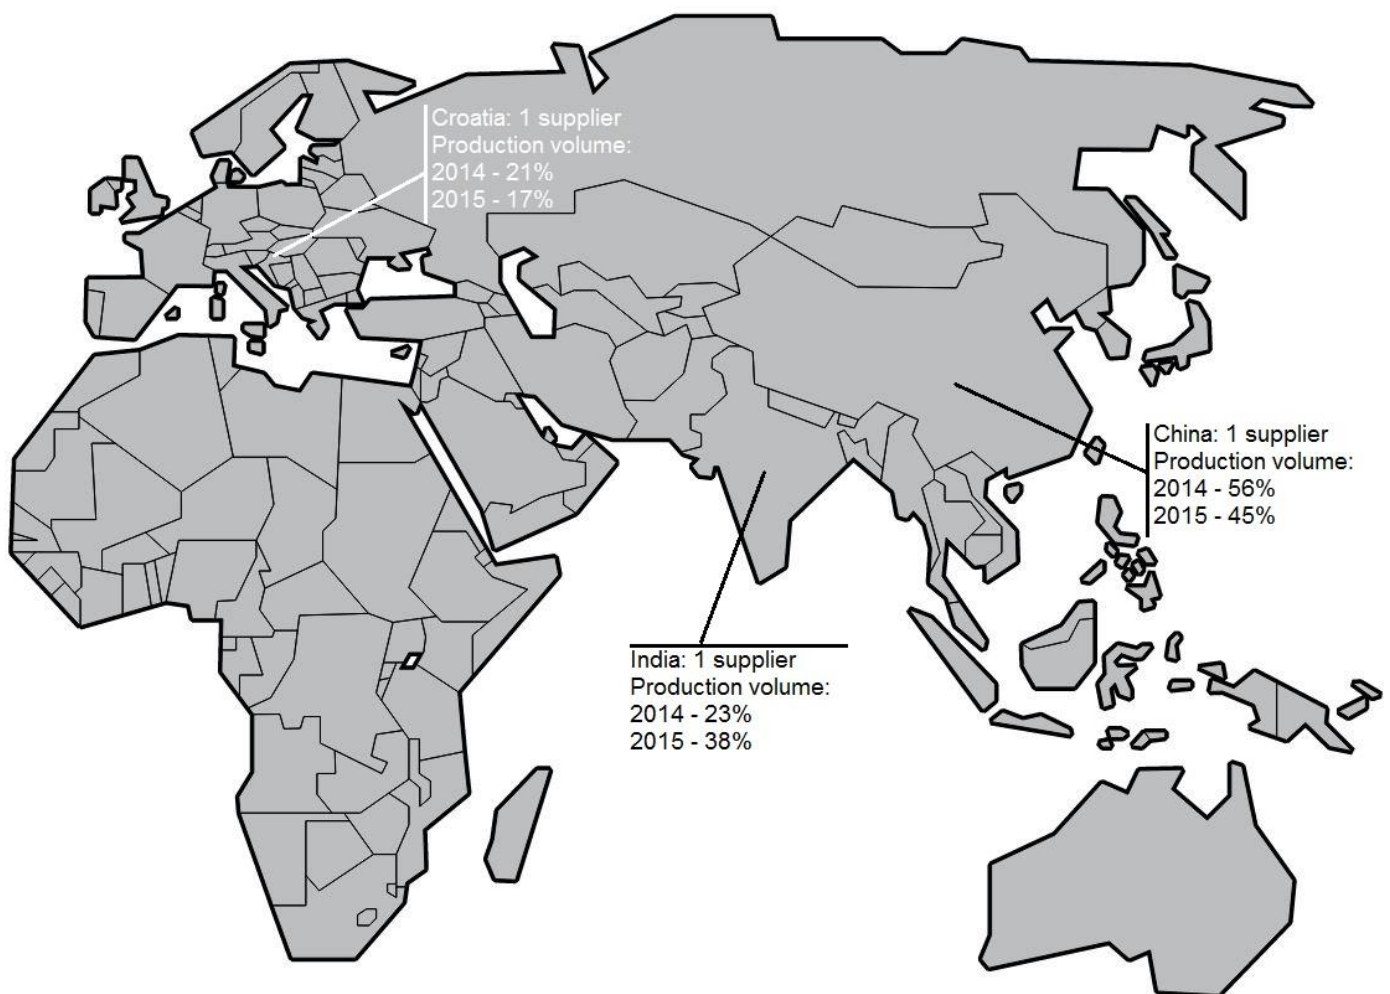 Croatia: 1 supplier
Production volume:
2014 - 21%
2015 - 17%
China: 1 supplier
Production volume:
2014 - 56%
2015 - 45%
India: 1 supplier
Production volume:
2014 - 23%
2015 - 38%